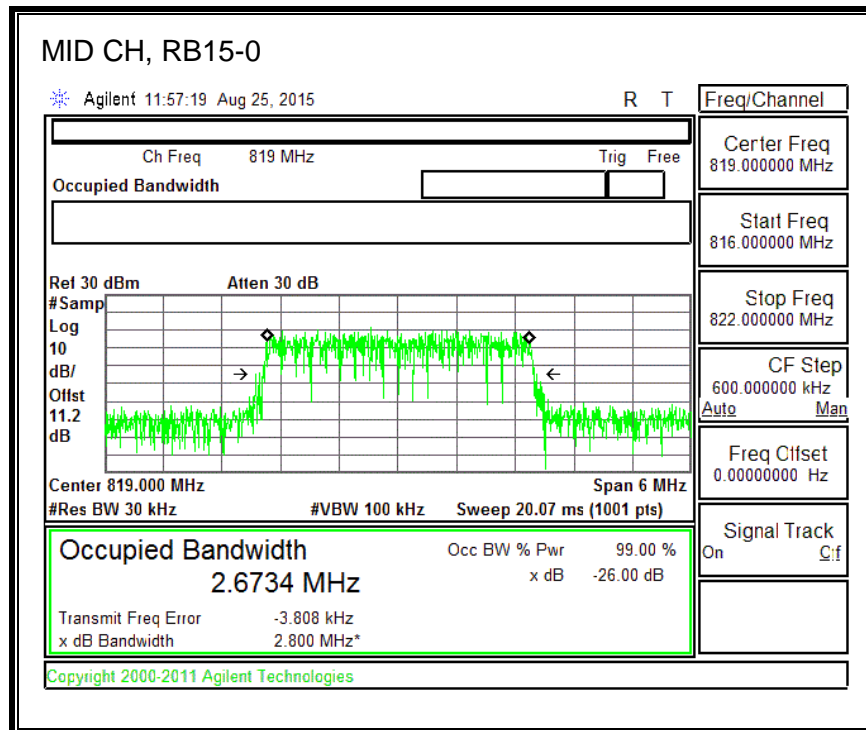 MID CH, RB15-0
Agilent 11:57:19 Aug 25, 2015 R T
Freq/Channel
Ch Freq 819 MHz Trig Free
Occupied Bandwidth
Center Freq
819.000000 MHz
Start Freq
816.000000 MHz
Stop Freq
822.000000 MHz
CF Step
600.000000 kHz
Auto Man
Freq Offset
0.00000000 Hz
Signal Track
On Off
Ref 30 dBm Atten 30 dB
#Samp
Log
10
dB/
Offst
11.2
dB
Center 819.000 MHz Span 6 MHz
#Res BW 30 kHz #VBW 100 kHz Sweep 20.07 ms (1001 pts)
Occupied Bandwidth Occ BW % Pwr 99.00 %
2.6734 MHz x dB -26.00 dB
Transmit Freq Error -3.808 kHz
x dB Bandwidth 2.800 MHz*
Copyright 2000-2011 Agilent Technologies